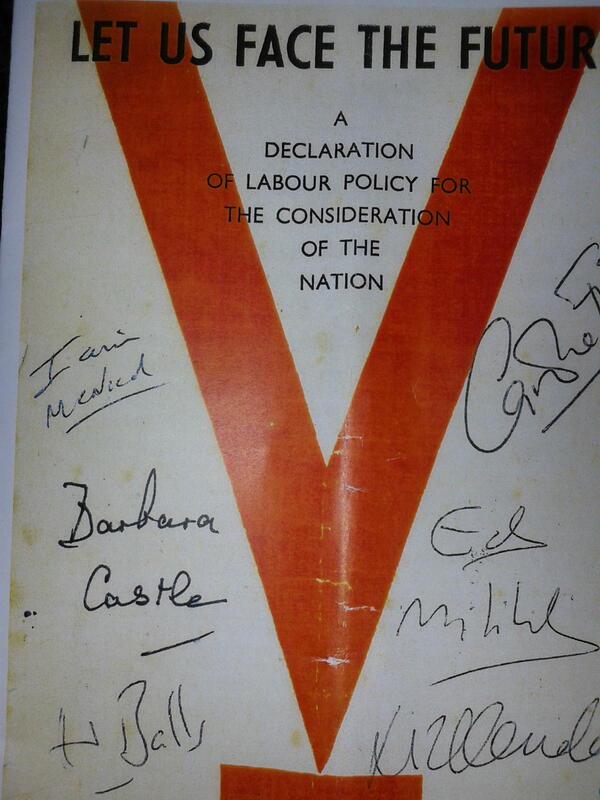 LET US FACE THE FUTUR
A
DECLARATION
OF LABOUR POLICY FOR
THE CONSIDERATION
OF THE
NATION
Iain
McNicol
Barbara
Castle
Ed
Miliband
Balls